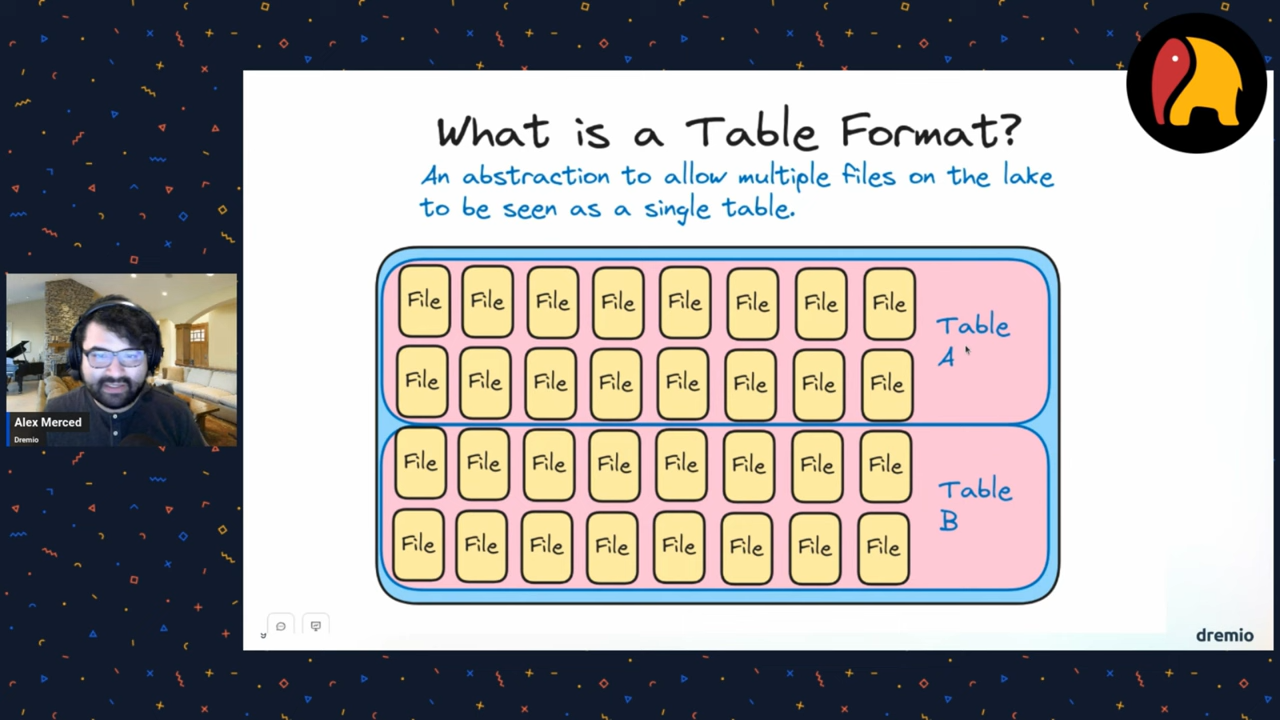 What is a Table Format?
An abstraction to allow multiple files on the lake
to be seen as a single table.
File File File File File File File File
Table
A
File File File File File File File File
File File File File File File File File
Table
B
File File File File File File File File
Alex Merced
Dremio
dremio